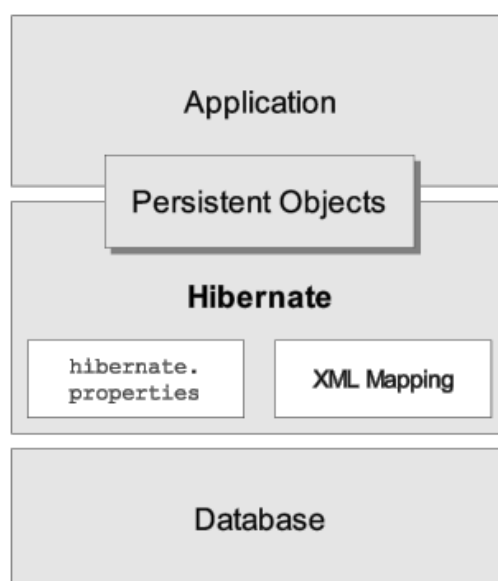 Application
Persistent Objects
Hibernate
hibernate.
properties
XML Mapping
Database